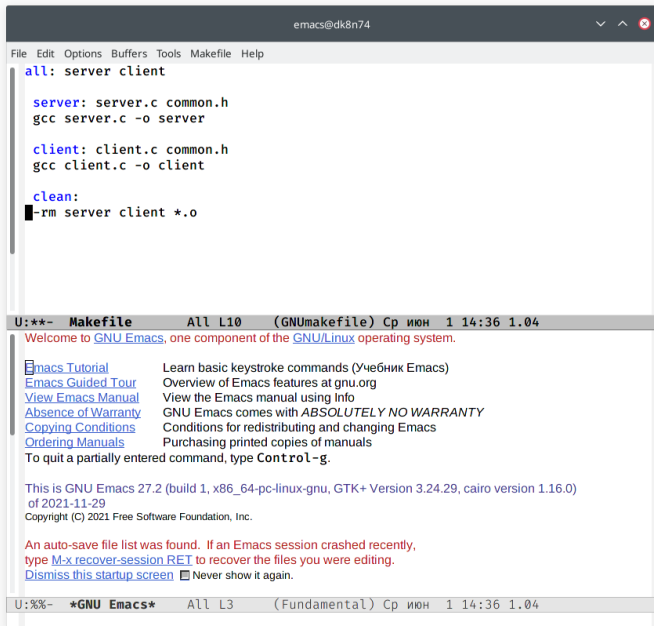 emacs@dk8n74
File Edit Options Buffers Tools Makefile Help
all: server client
server: server.c common.h
gcc server.c -o server
client: client.c common.h
gcc client.c -o client
clean:
-rm server client *.o
U:**- Makefile All L10 (GNUmakefile) Ср июн 1 14:36 1.04
Welcome to GNU Emacs, one component of the GNU/Linux operating system.
Emacs Tutorial Learn basic keystroke commands (Учебник Emacs)
Emacs Guided Tour Overview of Emacs features at gnu.org
View Emacs Manual View the Emacs manual using Info
Absence of Warranty GNU Emacs comes with ABSOLUTELY NO WARRANTY
Copying Conditions Conditions for redistributing and changing Emacs
Ordering Manuals Purchasing printed copies of manuals
To quit a partially entered command, type Control-g.
This is GNU Emacs 27.2 (build 1, x86_64-pc-linux-gnu, GTK+ Version 3.24.29, cairo version 1.16.0)
of 2021-11-29
Copyright (C) 2021 Free Software Foundation, Inc.
An auto-save file list was found. If an Emacs session crashed recently,
type M-x recover-session RET to recover the files you were editing.
Dismiss this startup screen Never show it again.
U:%%- *GNU Emacs* All L3 (Fundamental) Ср июн 1 14:36 1.04